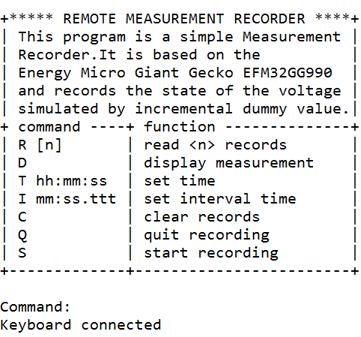 +***** REMOTE MEASUREMENT RECORDER ****+
| This program is a simple Measurement |
| Recorder.It is based on the          |
| Energy Micro Giant Gecko EFM32GG990  |
| and records the state of the voltage |
| simulated by incremental dummy value.|
+ command ----+ function --------------+
| R [n]       | read <n> records       |
| D           | display measurement    |
| T hh:mm:ss  | set time               |
| I mm:ss.ttt | set interval time      |
| C           | clear records          |
| Q           | quit recording         |
| S           | start recording        |
+-------------+------------------------+
Command:
Keyboard connected